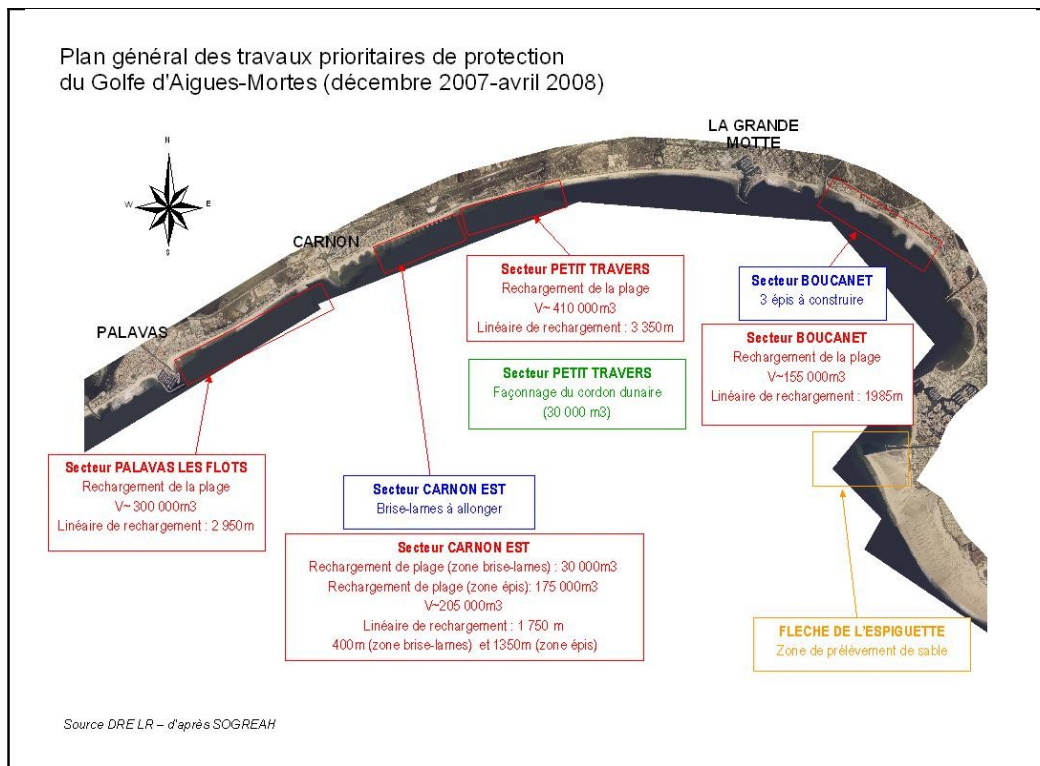 Plan général des travaux prioritaires de protection
du Golfe d'Aigues-Mortes (décembre 2007-avril 2008)
LA GRANDE
MOTTE
N
W
E
S
CARNON
PALAVAS
Secteur PETIT TRAVERS
Rechargement de la plage
V~ 410 000m3
Linéaire de rechargement : 3 350m
Secteur BOUCANET
3 épis à construire
Secteur BOUCANET
Rechargement de la plage
V~155 000m3
Linéaire de rechargement : 1985m
Secteur PETIT TRAVERS
Façonnage du cordon dunaire
(30 000 m3)
Secteur PALAVAS LES FLOTS
Rechargement de la plage
V~ 300 000m3
Linéaire de rechargement : 2 950m
Secteur CARNON EST
Brise-lames à allonger
Secteur CARNON EST
Rechargement de plage (zone brise-lames) : 30 000m3
Rechargement de plage (zone épis): 175 000m3
V~205 000m3
Linéaire de rechargement : 1 750 m
400m (zone brise-lames) et 1350m (zone épis)
FLECHE DE L'ESPIGUETTE
Zone de prélèvement de sable
Source DRE LR – d'après SOGREAH